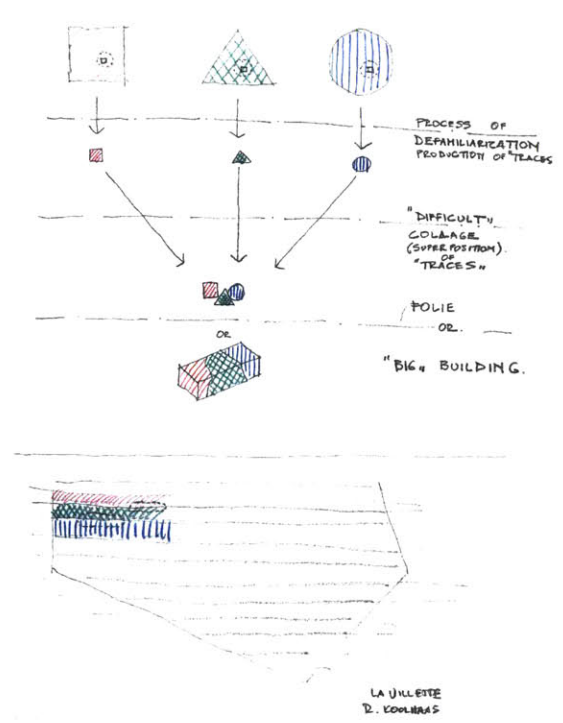 PROCESS OF
DEFAMILIARIZATION
PRODUCTION OF "TRACES
"DIFFICULT"
COLLAGE
(SUPERPOSITION).
OF
"TRACES"
FOLIE
OR
OR.
"BIG" BUILDING.
LA VILLETTE
R. KOOLHAAS